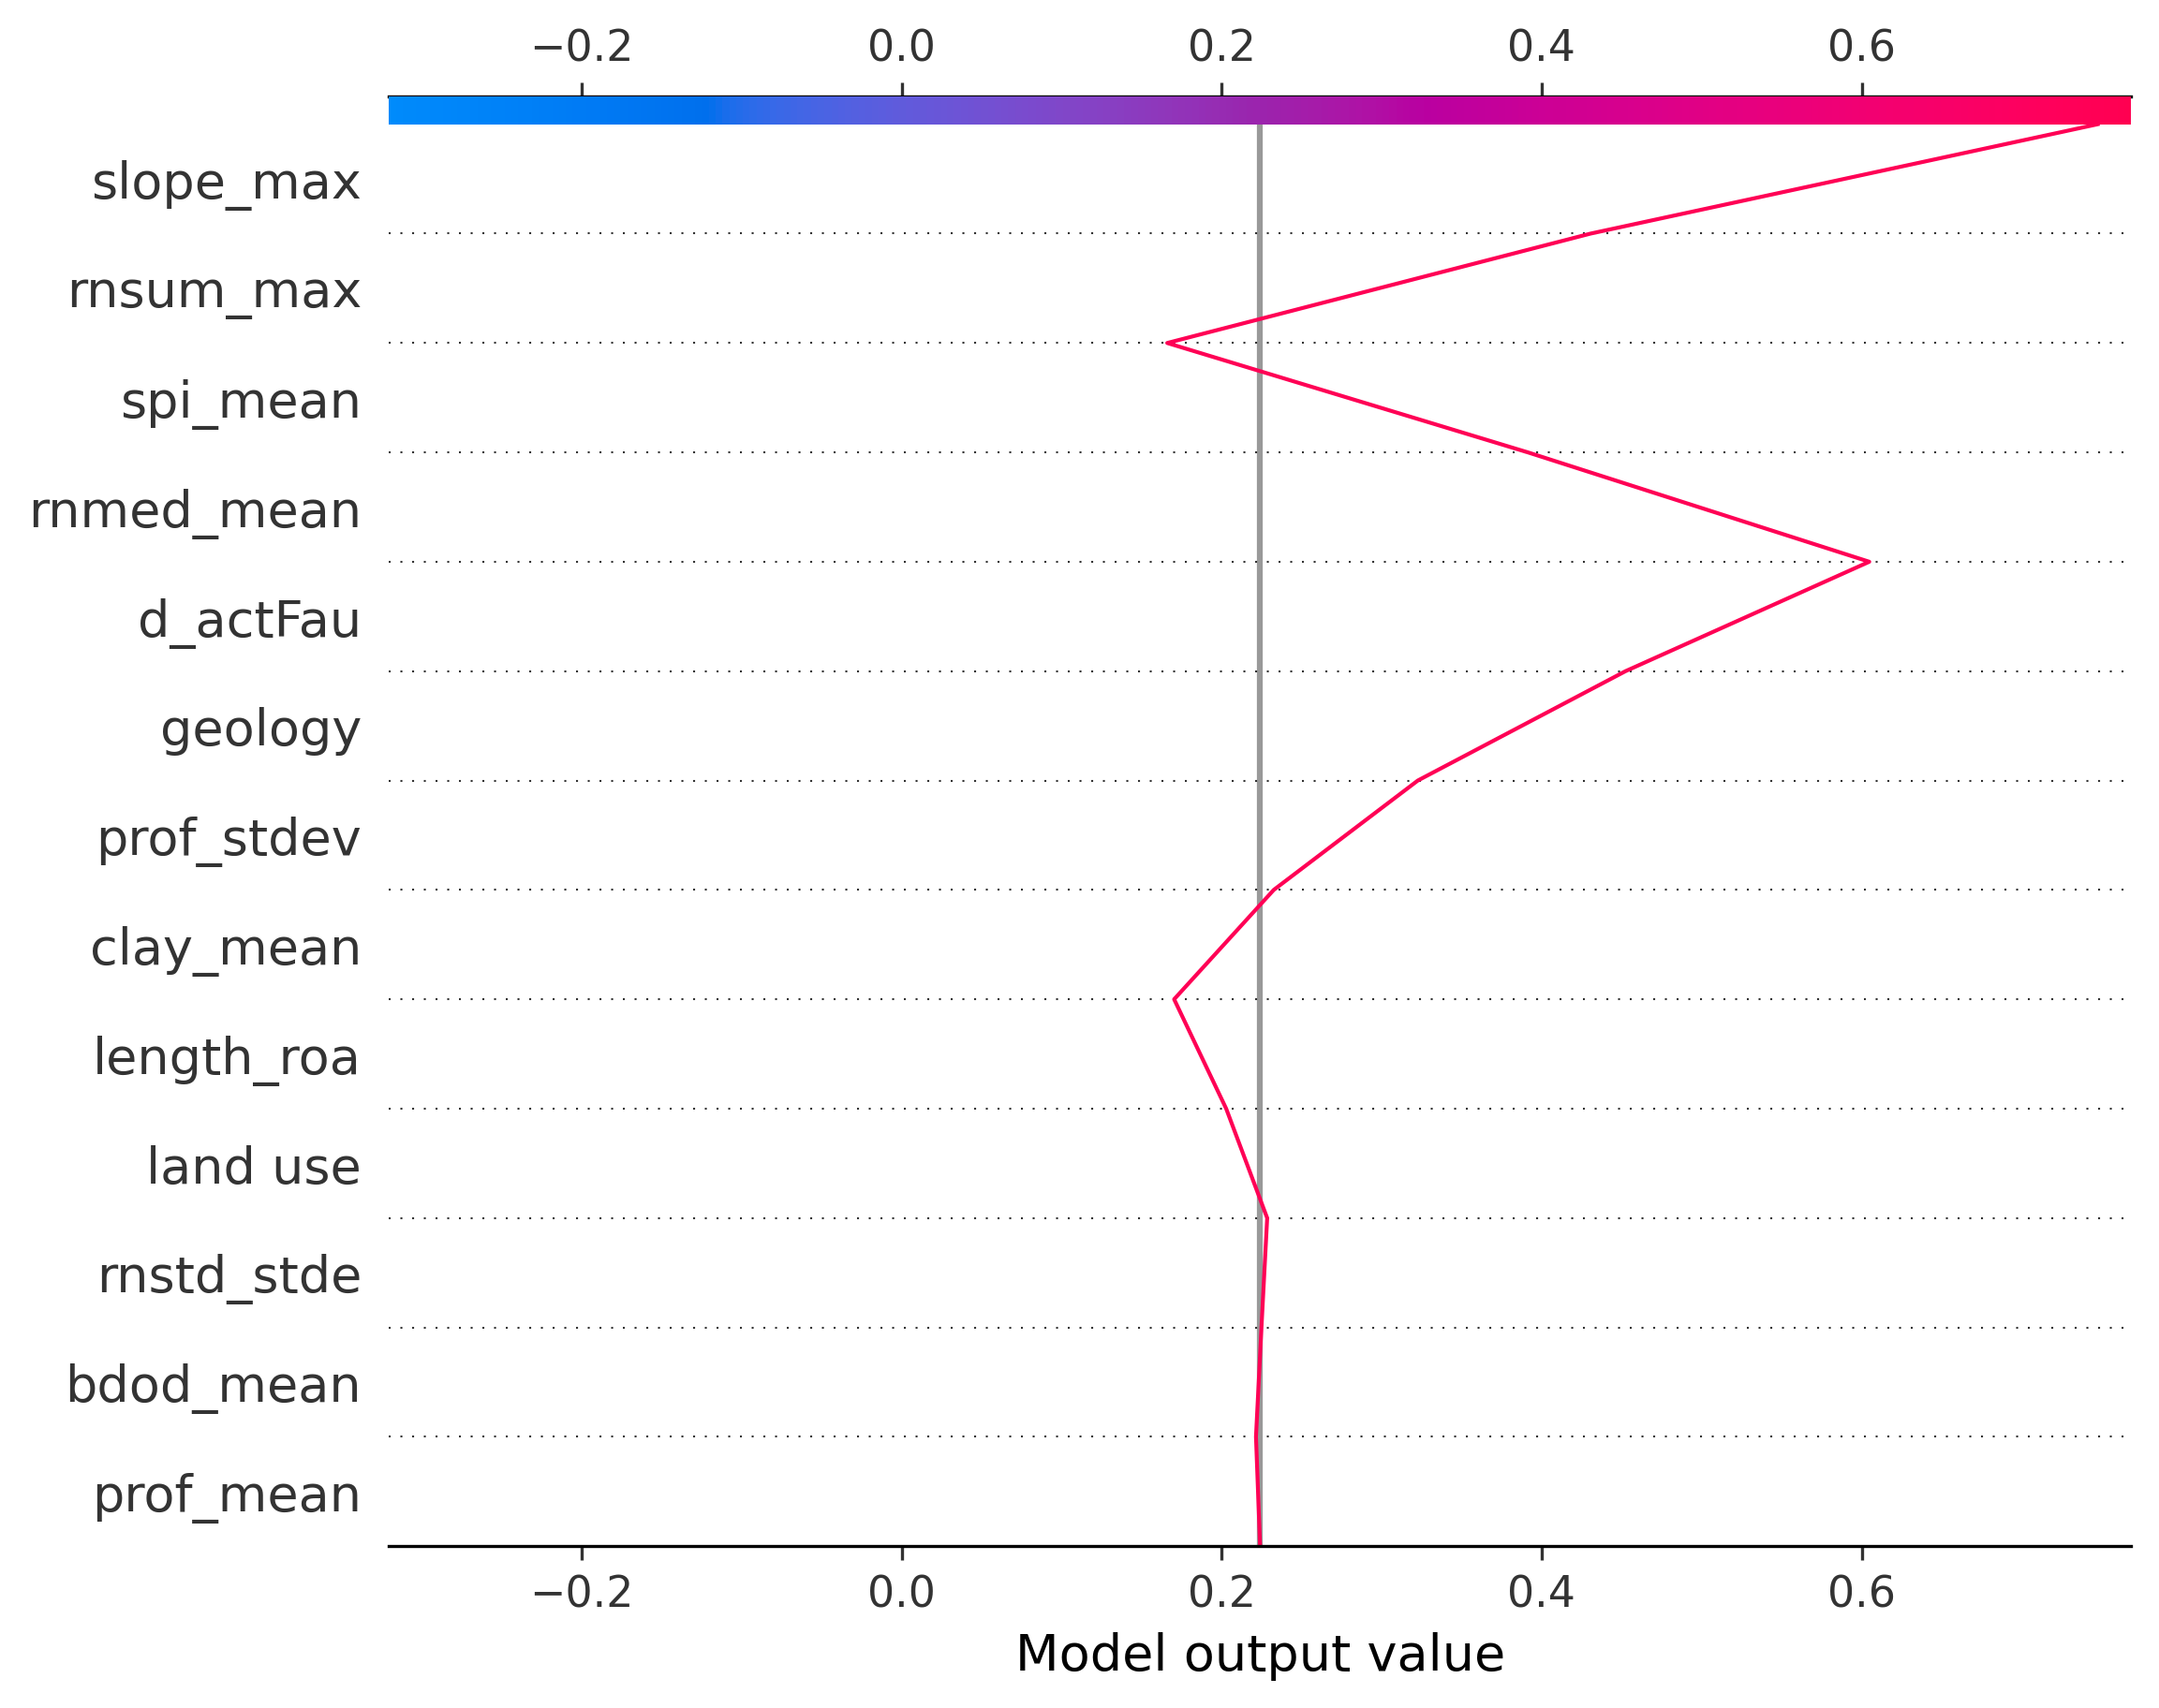 −0.2 0.0 0.2 0.4 0.6
slope_max
rnsum_max
spi_mean
rnmed_mean
d_actFau
geology
prof_stdev
clay_mean
length_roa
land use
rnstd_stde
bdod_mean
prof_mean
−0.2 0.0 0.2 0.4 0.6
Model output value